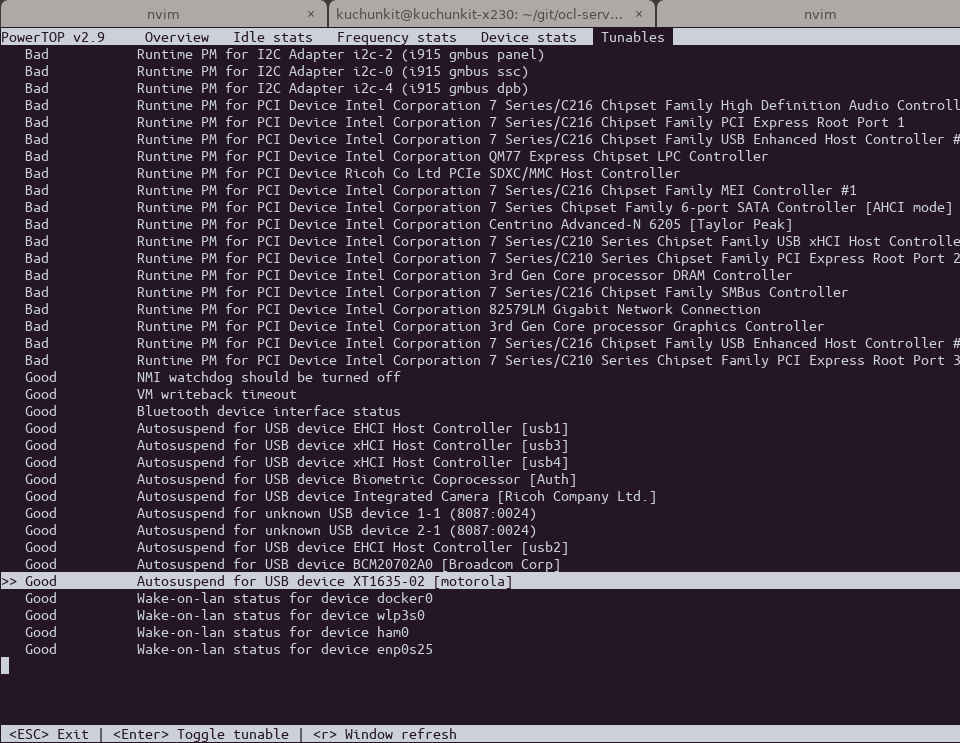 nvim × kuchunkit@kuchunkit-x230: ~/git/ocl-serv... × nvim
PowerTOP v2.9 Overview Idle stats Frequency stats Device stats Tunables
Bad Runtime PM for I2C Adapter i2c-2 (i915 gmbus panel)
Bad Runtime PM for I2C Adapter i2c-0 (i915 gmbus ssc)
Bad Runtime PM for I2C Adapter i2c-4 (i915 gmbus dpb)
Bad Runtime PM for PCI Device Intel Corporation 7 Series/C216 Chipset Family High Definition Audio Controll
Bad Runtime PM for PCI Device Intel Corporation 7 Series/C216 Chipset Family PCI Express Root Port 1
Bad Runtime PM for PCI Device Intel Corporation 7 Series/C216 Chipset Family USB Enhanced Host Controller #
Bad Runtime PM for PCI Device Intel Corporation QM77 Express Chipset LPC Controller
Bad Runtime PM for PCI Device Ricoh Co Ltd PCIe SDXC/MMC Host Controller
Bad Runtime PM for PCI Device Intel Corporation 7 Series/C216 Chipset Family MEI Controller #1
Bad Runtime PM for PCI Device Intel Corporation 7 Series Chipset Family 6-port SATA Controller [AHCI mode]
Bad Runtime PM for PCI Device Intel Corporation Centrino Advanced-N 6205 [Taylor Peak]
Bad Runtime PM for PCI Device Intel Corporation 7 Series/C210 Series Chipset Family USB xHCI Host Controlle
Bad Runtime PM for PCI Device Intel Corporation 7 Series/C210 Series Chipset Family PCI Express Root Port 2
Bad Runtime PM for PCI Device Intel Corporation 3rd Gen Core processor DRAM Controller
Bad Runtime PM for PCI Device Intel Corporation 7 Series/C216 Chipset Family SMBus Controller
Bad Runtime PM for PCI Device Intel Corporation 82579LM Gigabit Network Connection
Bad Runtime PM for PCI Device Intel Corporation 3rd Gen Core processor Graphics Controller
Bad Runtime PM for PCI Device Intel Corporation 7 Series/C216 Chipset Family USB Enhanced Host Controller #
Bad Runtime PM for PCI Device Intel Corporation 7 Series/C210 Series Chipset Family PCI Express Root Port 3
Good NMI watchdog should be turned off
Good VM writeback timeout
Good Bluetooth device interface status
Good Autosuspend for USB device EHCI Host Controller [usb1]
Good Autosuspend for USB device xHCI Host Controller [usb3]
Good Autosuspend for USB device xHCI Host Controller [usb4]
Good Autosuspend for USB device Biometric Coprocessor [Auth]
Good Autosuspend for USB device Integrated Camera [Ricoh Company Ltd.]
Good Autosuspend for unknown USB device 1-1 (8087:0024)
Good Autosuspend for unknown USB device 2-1 (8087:0024)
Good Autosuspend for USB device EHCI Host Controller [usb2]
Good Autosuspend for USB device BCM20702A0 [Broadcom Corp]
>> Good Autosuspend for USB device XT1635-02 [motorola]
Good Wake-on-lan status for device docker0
Good Wake-on-lan status for device wlp3s0
Good Wake-on-lan status for device ham0
Good Wake-on-lan status for device enp0s25
<ESC> Exit | <Enter> Toggle tunable | <r> Window refresh